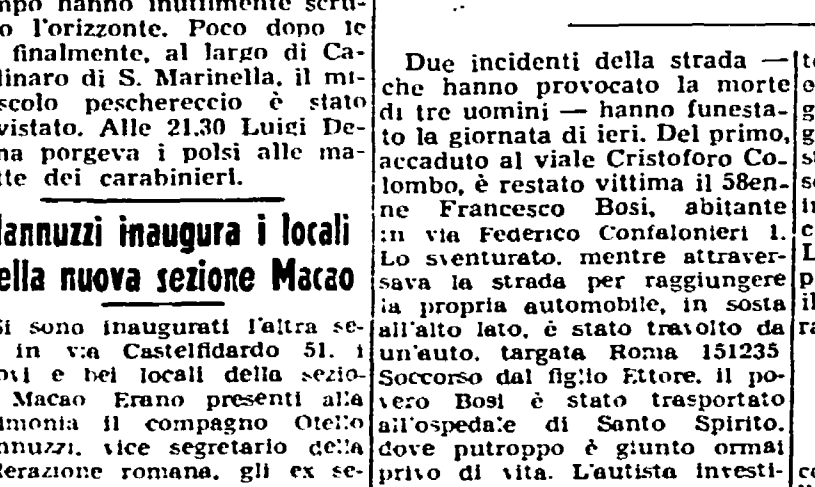 mpo hanno inutilmente scru-
o l'orizzonte. Poco dopo le
finalmente, al largo di Ca-
linaro di S. Marinella, il mi-
scolo peschereccio è stato
vistato. Alle 21.30 Luigi De-
na porgeva i polsi alle ma-
tte dei carabinieri.
Iannuzzi inaugura i locali
ella nuova sezione Macao
Si sono inaugurati l'altra se-
in via Castelfidardo 51. i
ovi e bei locali della sezio-
Macao Erano presenti alla
imonia il compagno Otello
nnuzzi, vice segretario della
derazione romana, gli ex se-
Due incidenti della strada —
che hanno provocato la morte
di tre uomini — hanno funesta-
to la giornata di ieri. Del primo,
accaduto al viale Cristoforo Co-
lombo, è restato vittima il 58en-
ne Francesco Bosi, abitante
in via Federico Confalonieri 1.
Lo sventurato, mentre attraver-
sava la strada per raggiungere
la propria automobile, in sosta
all'alto lato, è stato travolto da
un'auto, targata Roma 151235
Soccorso dal figlio Ettore, il po-
vero Bosi è stato trasportato
all'ospedale di Santo Spirito,
dove putroppo è giunto ormai
privo di vita. L'autista investi-